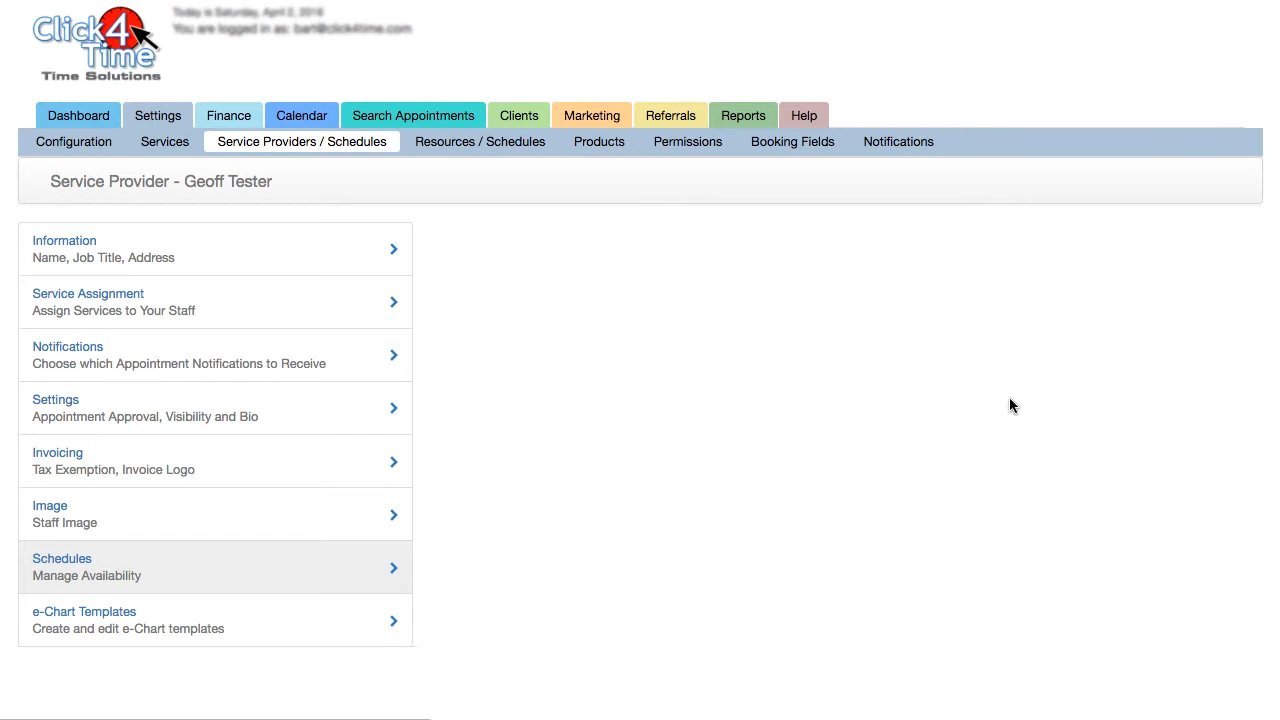 Click4
Time
Time Solutions
Today is Saturday, April 2, 2016
You are logged in as: bart@click4time.com
Dashboard Settings Finance Calendar Search Appointments Clients Marketing Referrals Reports Help
Configuration Services Service Providers / Schedules Resources / Schedules Products Permissions Booking Fields Notifications
Service Provider - Geoff Tester
Information
Name, Job Title, Address
Service Assignment
Assign Services to Your Staff
Notifications
Choose which Appointment Notifications to Receive
Settings
Appointment Approval, Visibility and Bio
Invoicing
Tax Exemption, Invoice Logo
Image
Staff Image
Schedules
Manage Availability
e-Chart Templates
Create and edit e-Chart templates